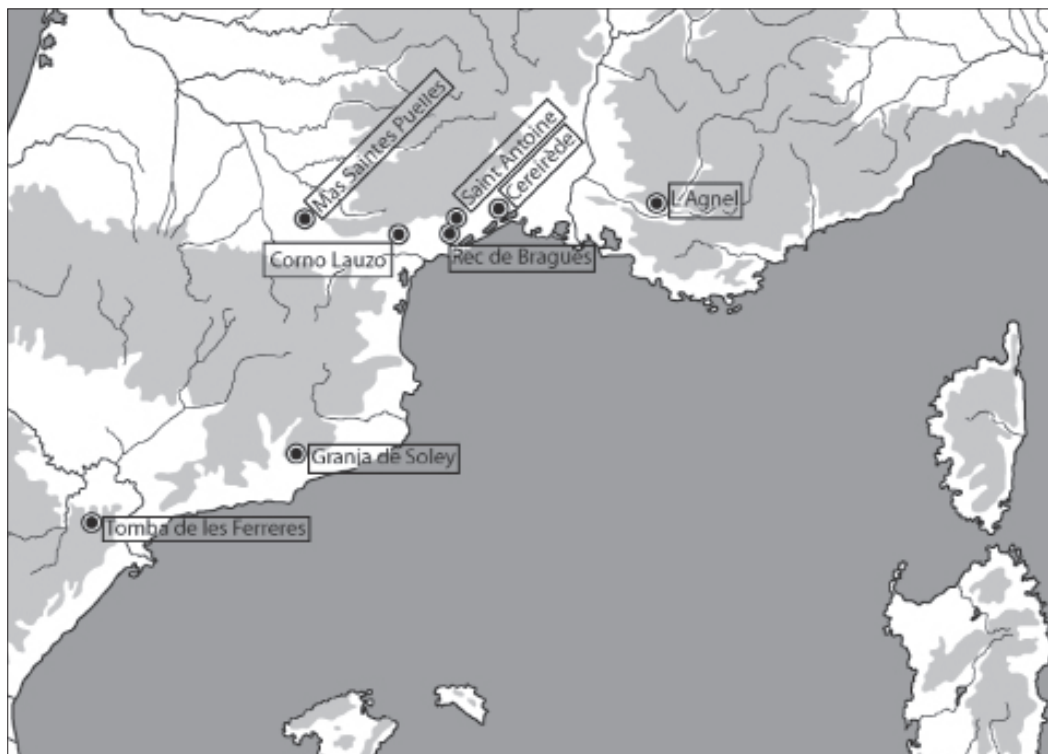 Mas Saintes Puelles
Saint Antoine
Cereirède
L'Agnel
Corno Lauzo
Rec de Bragues
Granja de Soley
Tomba de les Ferreres